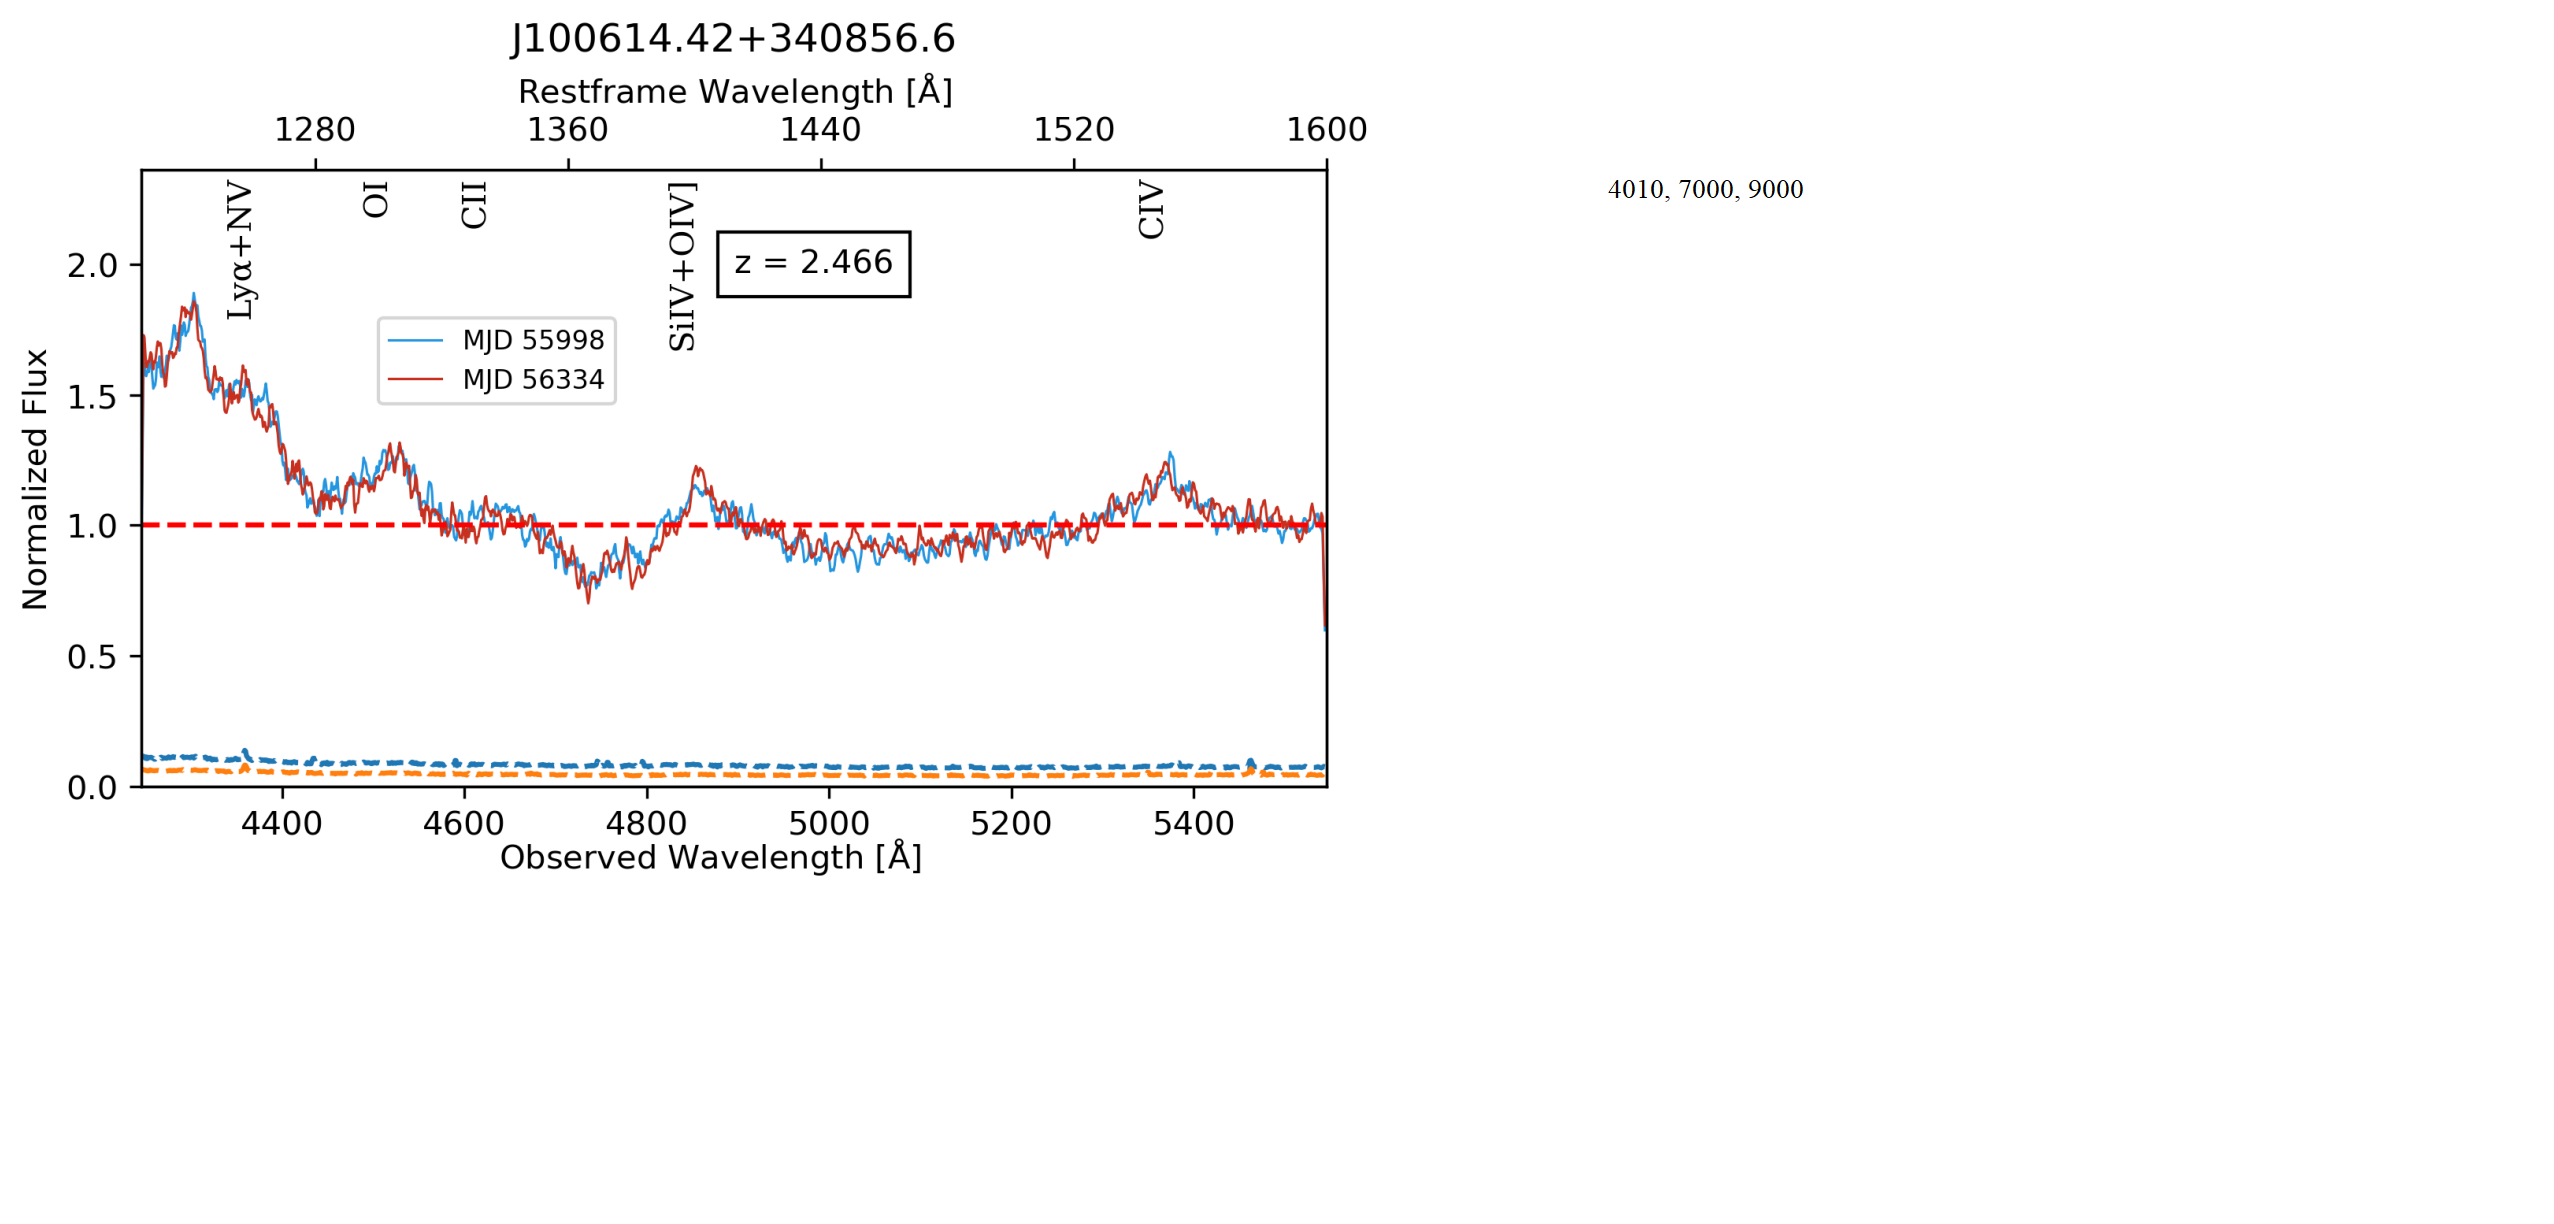 J100614.42+340856.6
Restframe Wavelength [Å]
1280 1360 1440 1520 1600
Lyα+NV
OI
CII
SiIV+OIV]
CIV
4010, 7000, 9000
z = 2.466
MJD 55998
MJD 56334
Normalized Flux
2.0
1.5
1.0
0.5
0.0
4400 4600 4800 5000 5200 5400
Observed Wavelength [Å]